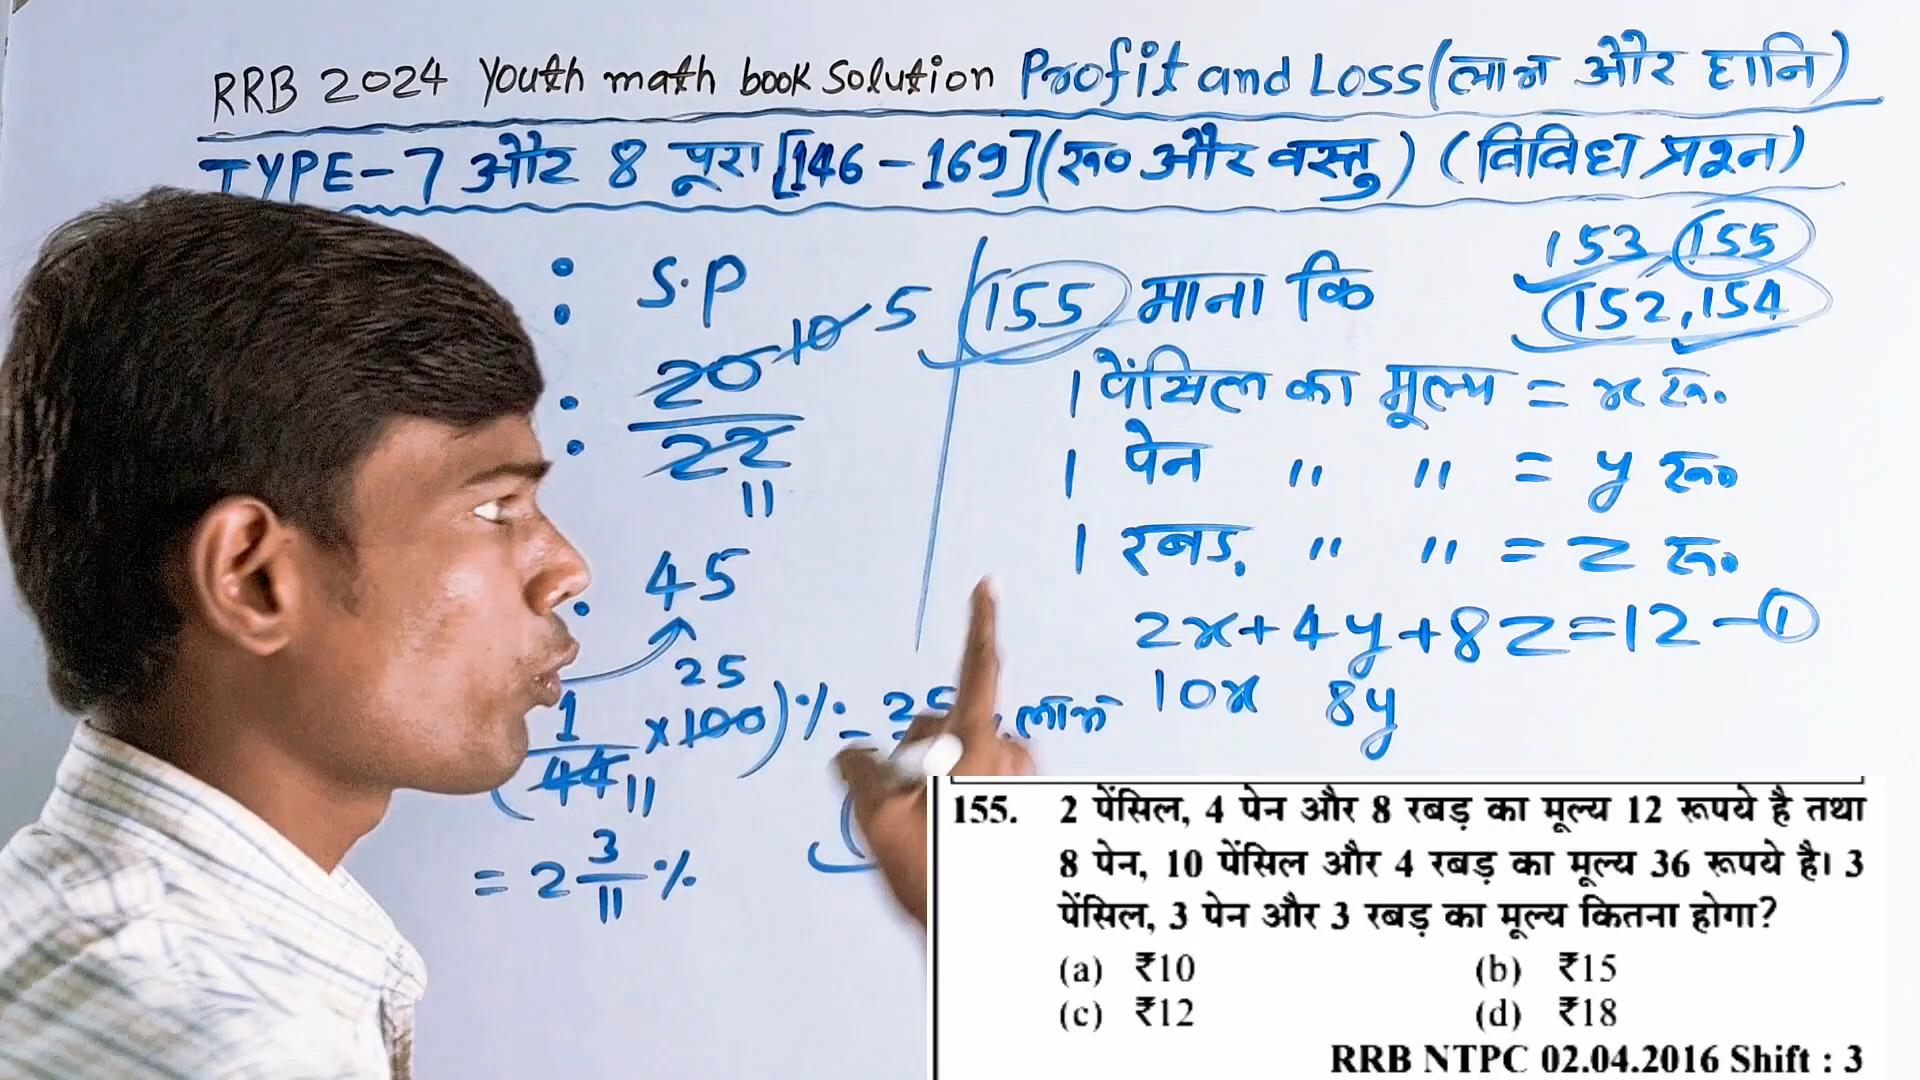 RRB 2024 Youth math book solution Profit and Loss (लाभ और हानि)
TYPE-7 और 8 पूरा [146-169] (रू० और वस्तु) (विविध प्रश्न)
153, 155
152, 154
: S.P
: 20 10 5
22
11
: 45
25
1
44 11
×100)% = 25
लाभ
= 2 3/11 %
155 माना कि
1 पेंसिल का मूल्य = x रू.
1 पेन " " = y रू०
1 रबड़ " " = z रू०
2x+4y+8z=12-①
10x 8y
155. 2 पेंसिल, 4 पेन और 8 रबड़ का मूल्य 12 रूपये है तथा
8 पेन, 10 पेंसिल और 4 रबड़ का मूल्य 36 रूपये है। 3
पेंसिल, 3 पेन और 3 रबड़ का मूल्य कितना होगा?
(a) ₹10 (b) ₹15
(c) ₹12 (d) ₹18
RRB NTPC 02.04.2016 Shift : 3